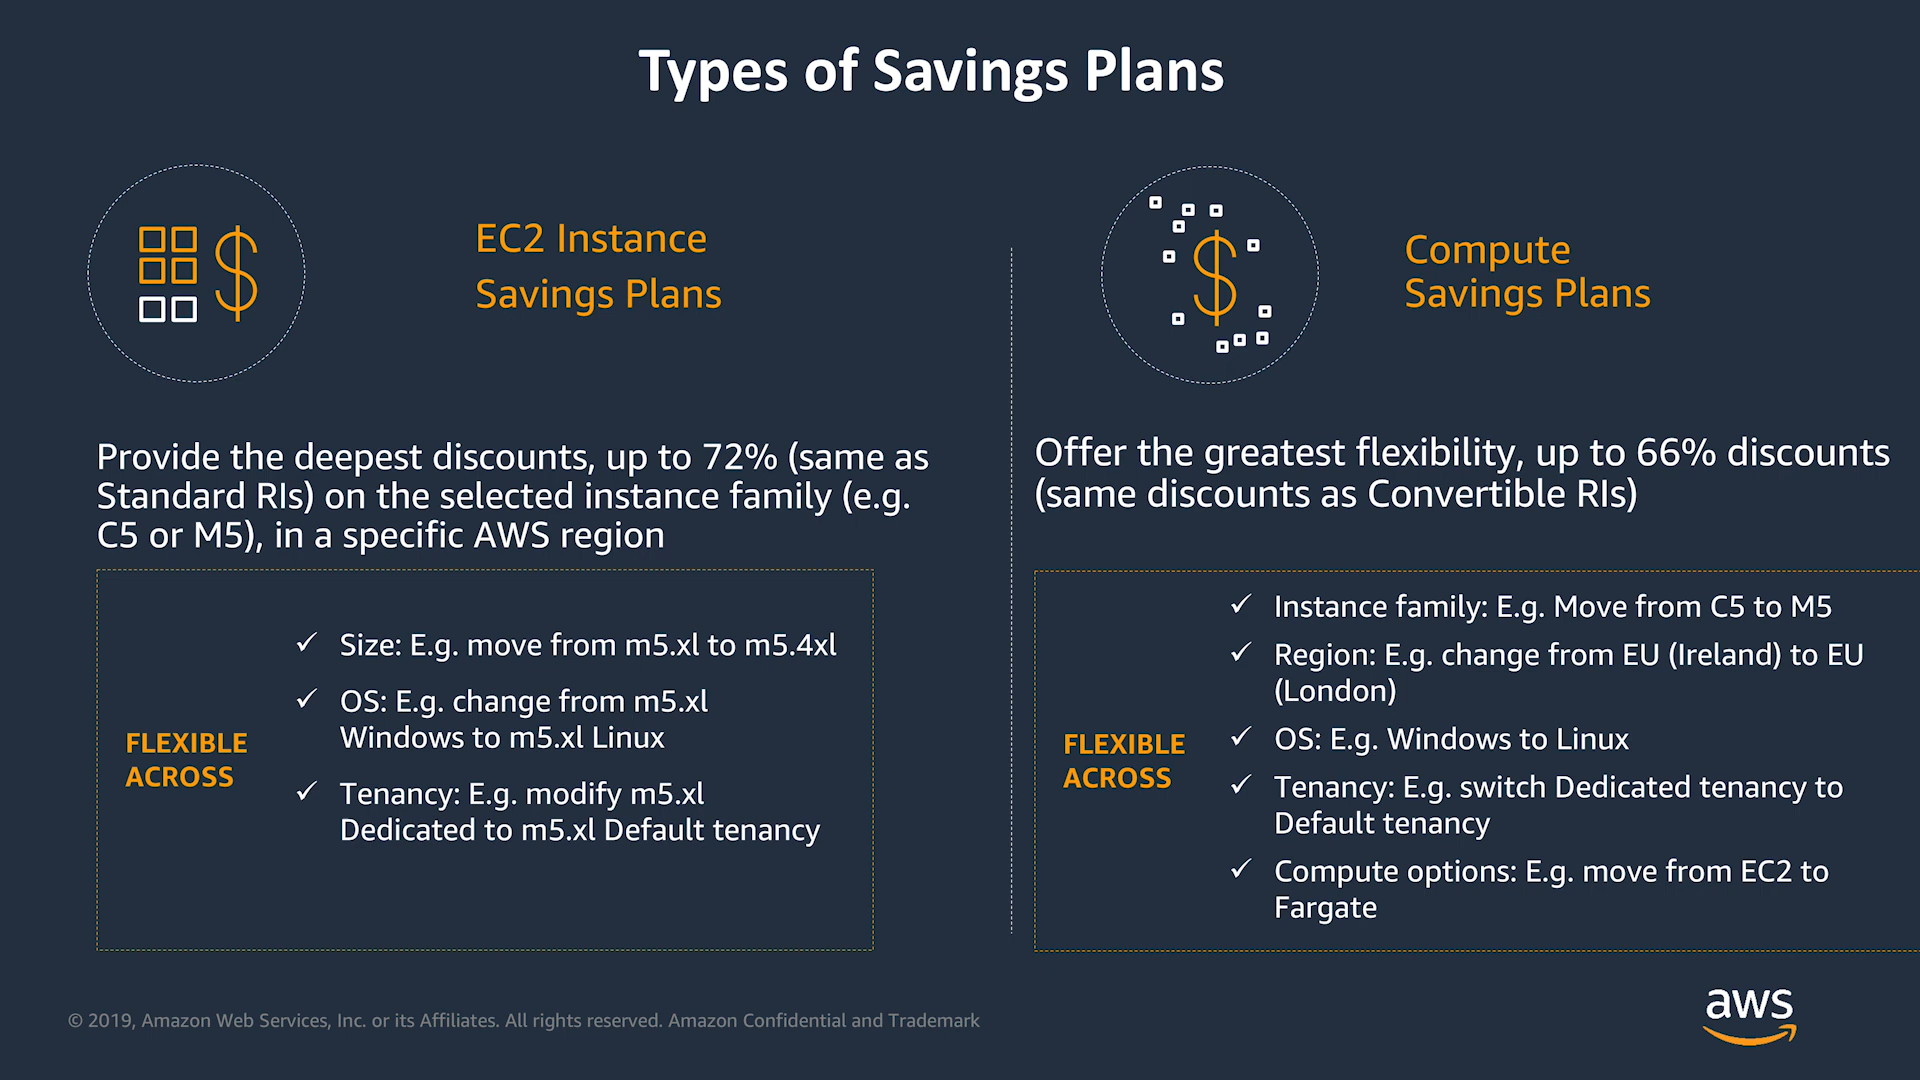 Types of Savings Plans
EC2 Instance
Savings Plans
Provide the deepest discounts, up to 72% (same as
Standard RIs) on the selected instance family (e.g.
C5 or M5), in a specific AWS region
FLEXIBLE
ACROSS
✓ Size: E.g. move from m5.xl to m5.4xl
✓ OS: E.g. change from m5.xl
Windows to m5.xl Linux
✓ Tenancy: E.g. modify m5.xl
Dedicated to m5.xl Default tenancy
Compute
Savings Plans
Offer the greatest flexibility, up to 66% discounts
(same discounts as Convertible RIs)
FLEXIBLE
ACROSS
✓ Instance family: E.g. Move from C5 to M5
✓ Region: E.g. change from EU (Ireland) to EU
(London)
✓ OS: E.g. Windows to Linux
✓ Tenancy: E.g. switch Dedicated tenancy to
Default tenancy
✓ Compute options: E.g. move from EC2 to
Fargate
© 2019, Amazon Web Services, Inc. or its Affiliates. All rights reserved. Amazon Confidential and Trademark
aws